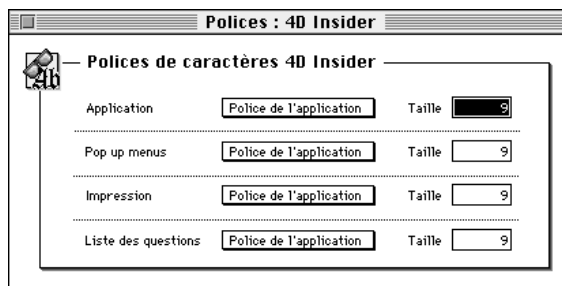 Polices : 4D Insider
Polices de caractères 4D Insider
Ab
Application Police de l'application Taille 9
Pop up menus Police de l'application Taille 9
Impression Police de l'application Taille 9
Liste des questions Police de l'application Taille 9